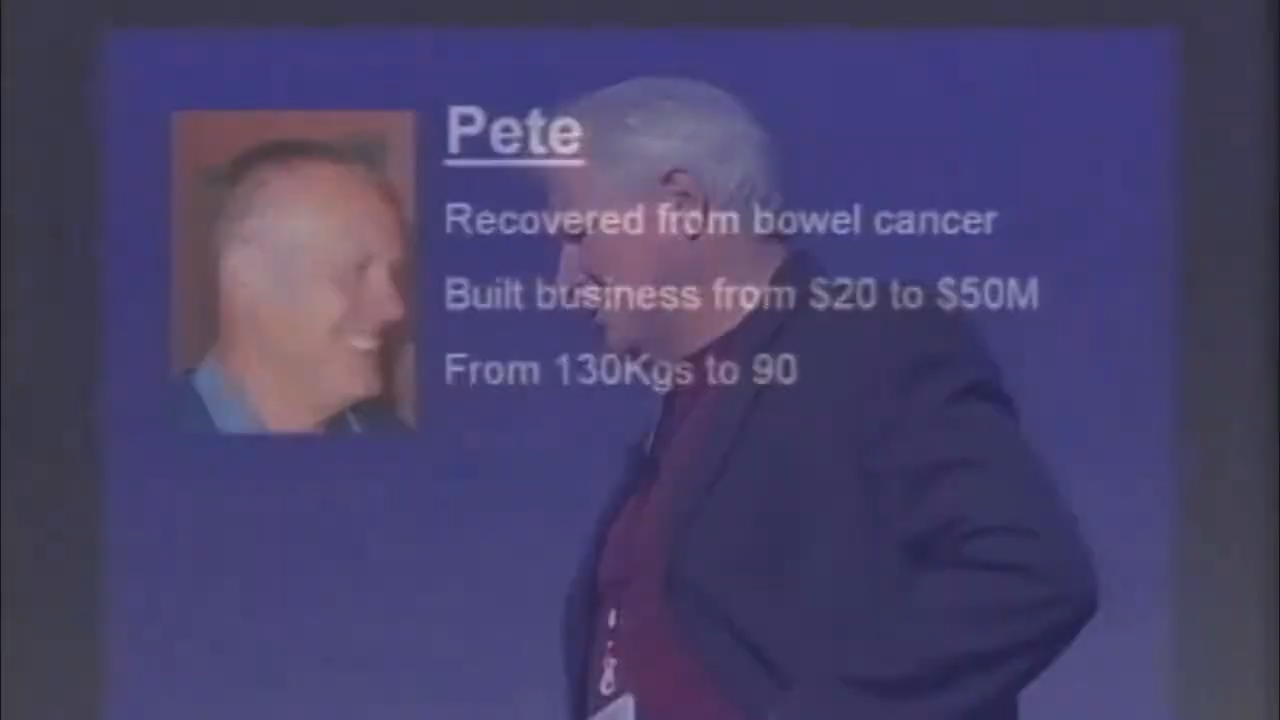 Pete
Recovered from bowel cancer
Built business from $20 to $50M
From 130Kgs to 90